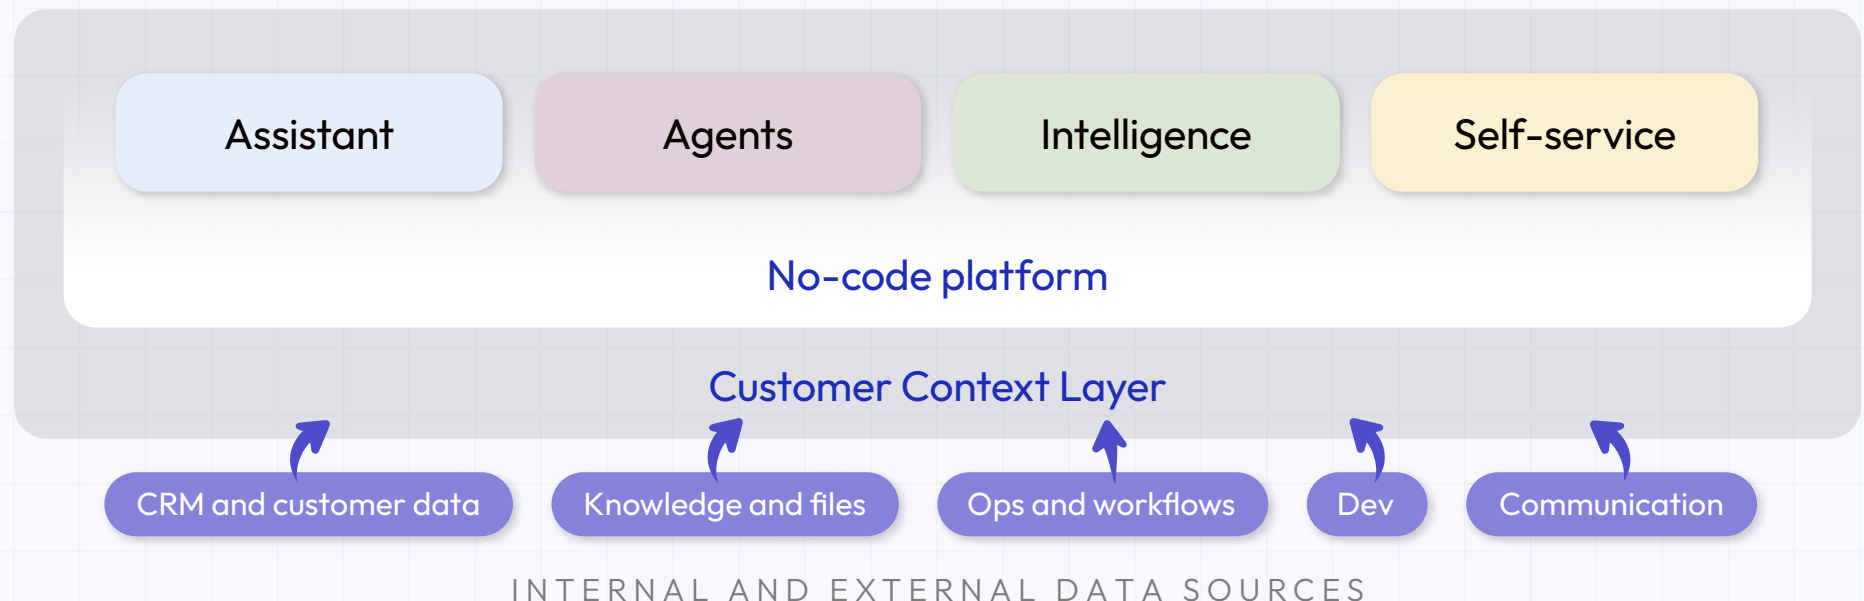 Assistant
Agents
Intelligence
Self-service
No-code platform
Customer Context Layer
CRM and customer data
Knowledge and files
Ops and workflows
Dev
Communication
INTERNAL AND EXTERNAL DATA SOURCES